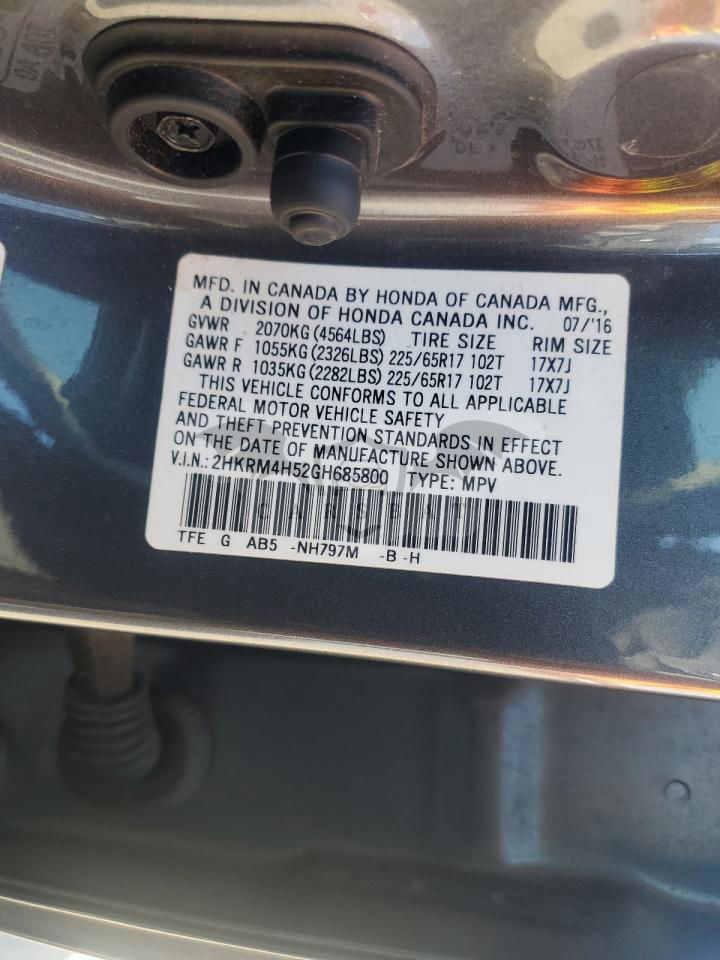 MFD. IN CANADA BY HONDA OF CANADA MFG.,
A DIVISION OF HONDA CANADA INC. 07/'16
GVWR 2070KG (4564LBS) TIRE SIZE RIM SIZE
GAWR F 1055KG (2326LBS) 225/65R17 102T 17X7J
GAWR R 1035KG (2282LBS) 225/65R17 102T 17X7J
THIS VEHICLE CONFORMS TO ALL APPLICABLE
FEDERAL MOTOR VEHICLE SAFETY
AND THEFT PREVENTION STANDARDS IN EFFECT
ON THE DATE OF MANUFACTURE SHOWN ABOVE.
V.I.N.: 2HKRM4H52GH685800 TYPE: MPV
TFE G AB5 -NH797M -B -H